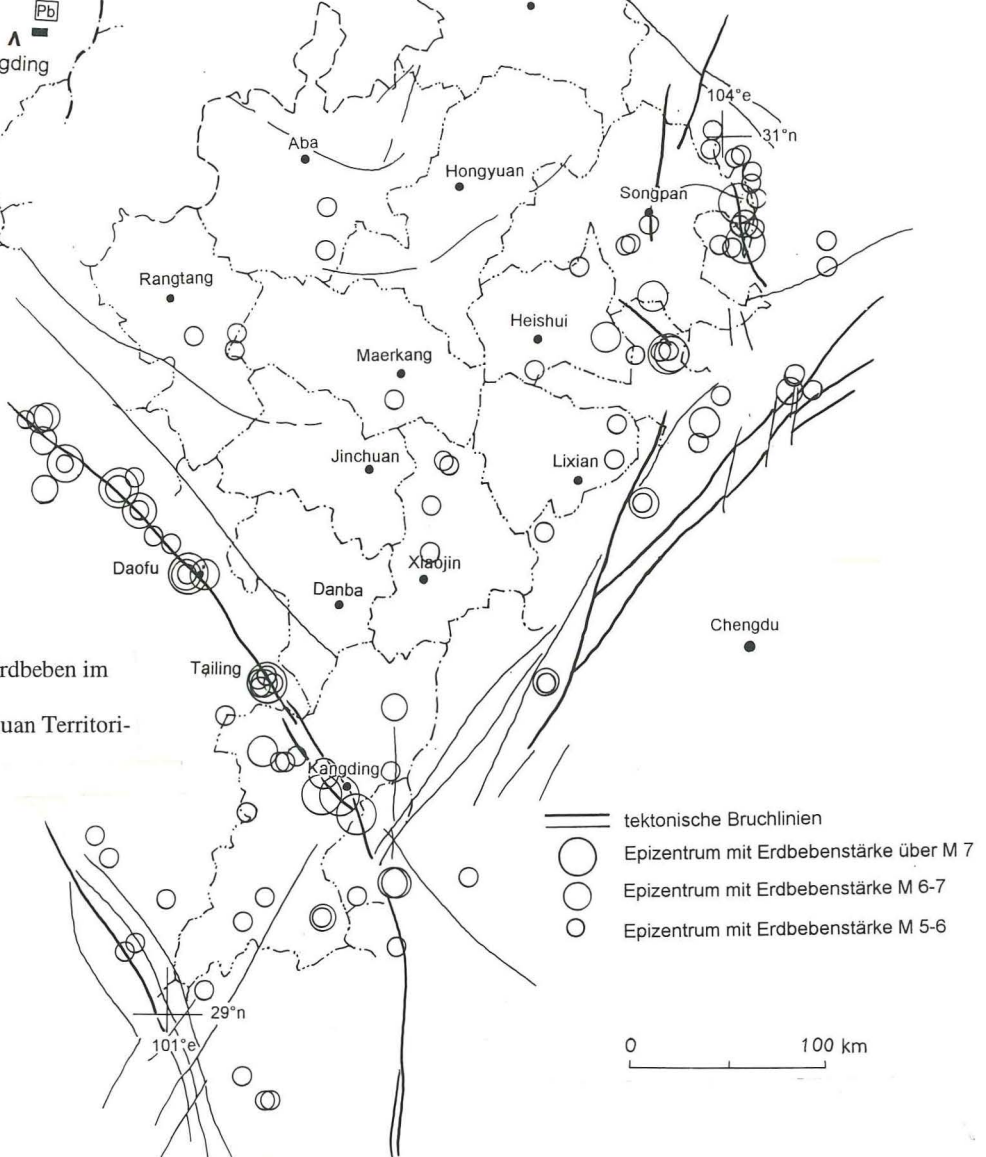 Pb
gding
104°e
31°n
Aba
Hongyuan
Songpan
Rangtang
Heishui
Maerkang
Jinchuan
Lixian
Daofu
Xiaojin
Danba
Chengdu
Tailing
rdbeben im
uan Territori-
Kangding
tektonische Bruchlinien
Epizentrum mit Erdbebenstärke über M 7
Epizentrum mit Erdbebenstärke M 6-7
Epizentrum mit Erdbebenstärke M 5-6
29°n
101°e
0 100 km